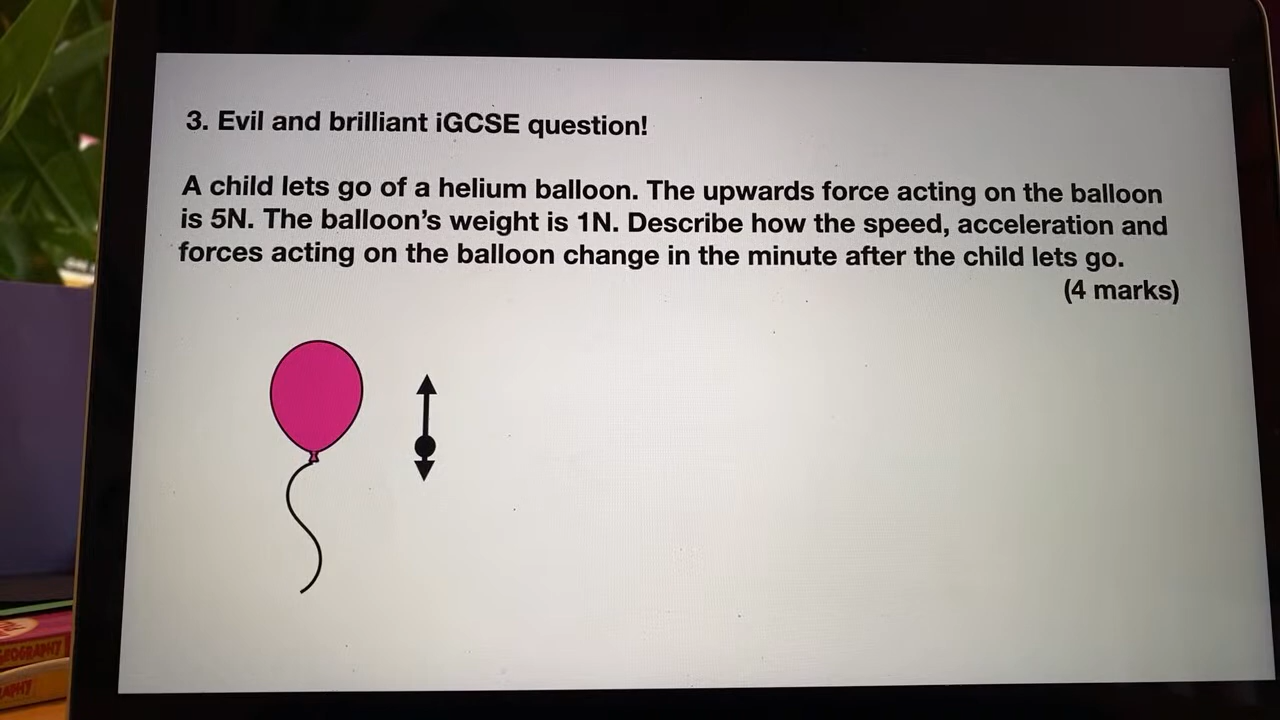 3. Evil and brilliant iGCSE question!
A child lets go of a helium balloon. The upwards force acting on the balloon
is 5N. The balloon’s weight is 1N. Describe how the speed, acceleration and
forces acting on the balloon change in the minute after the child lets go.
(4 marks)
GEOGRAPHY